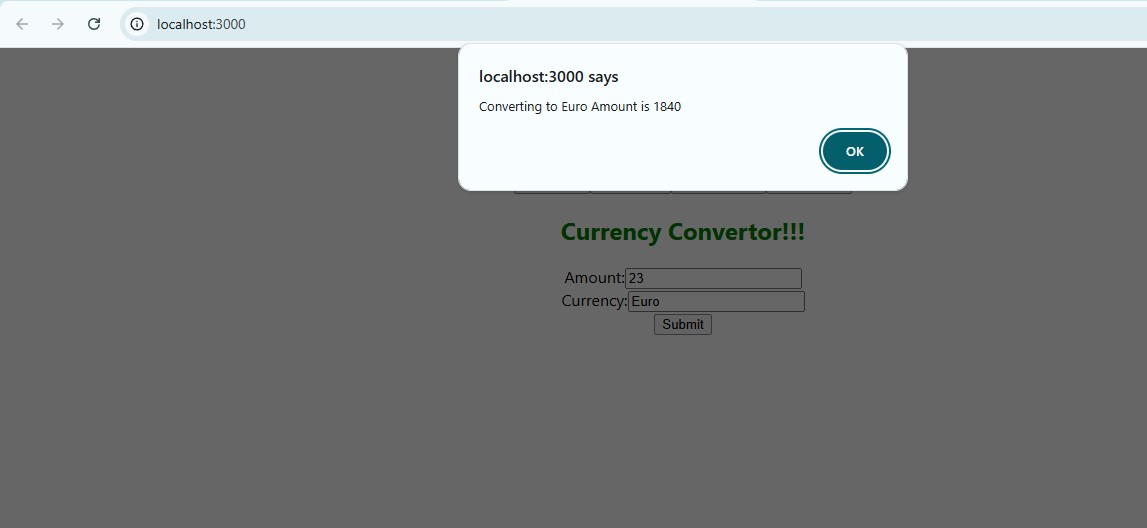 localhost:3000
localhost:3000 says
Converting to Euro Amount is 1840
OK
Currency Convertor!!!
Amount:23
Currency:Euro
Submit